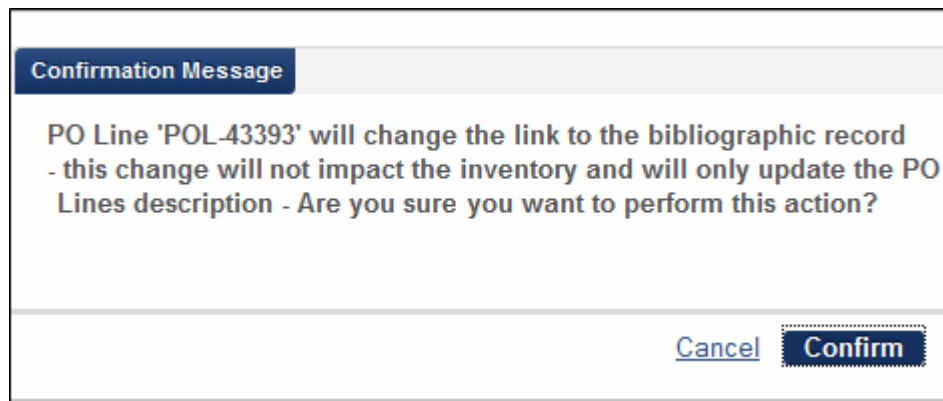 Confirmation Message
PO Line 'POL-43393' will change the link to the bibliographic record
- this change will not impact the inventory and will only update the PO
Lines description - Are you sure you want to perform this action?
Cancel Confirm